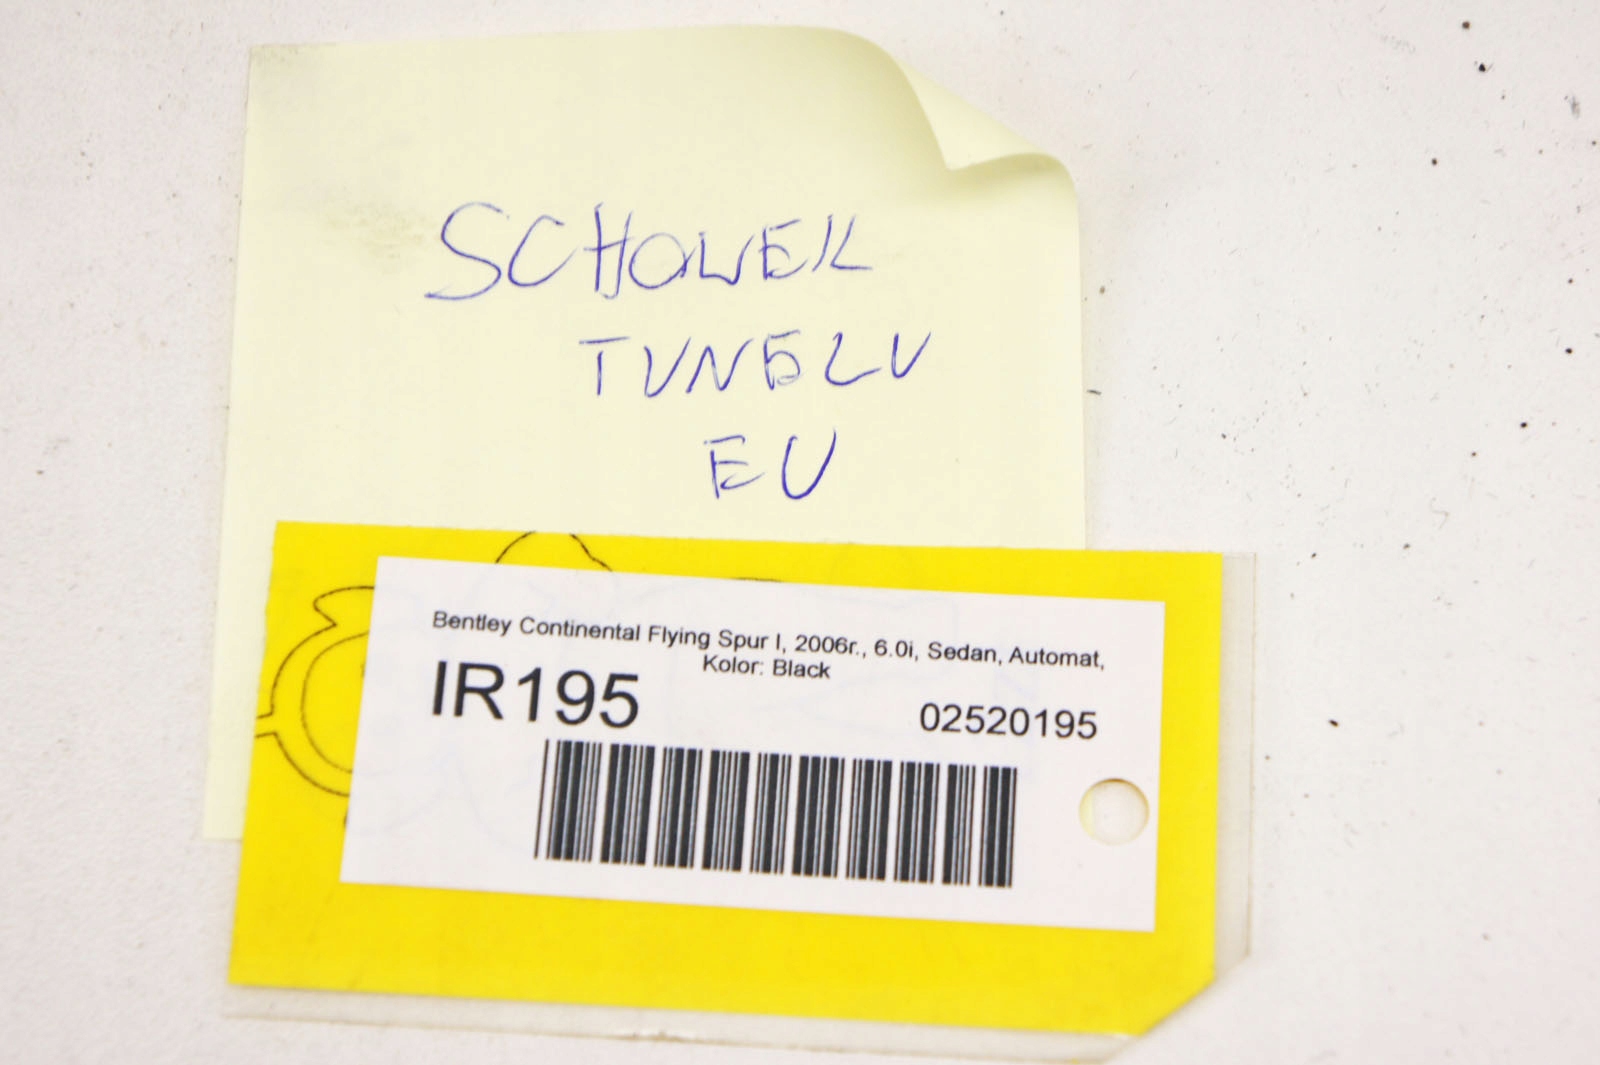 SCHOWEK
TUNELU
EU
Bentley Continental Flying Spur I, 2006r., 6.0i, Sedan, Automat,
Kolor: Black
IR195
02520195